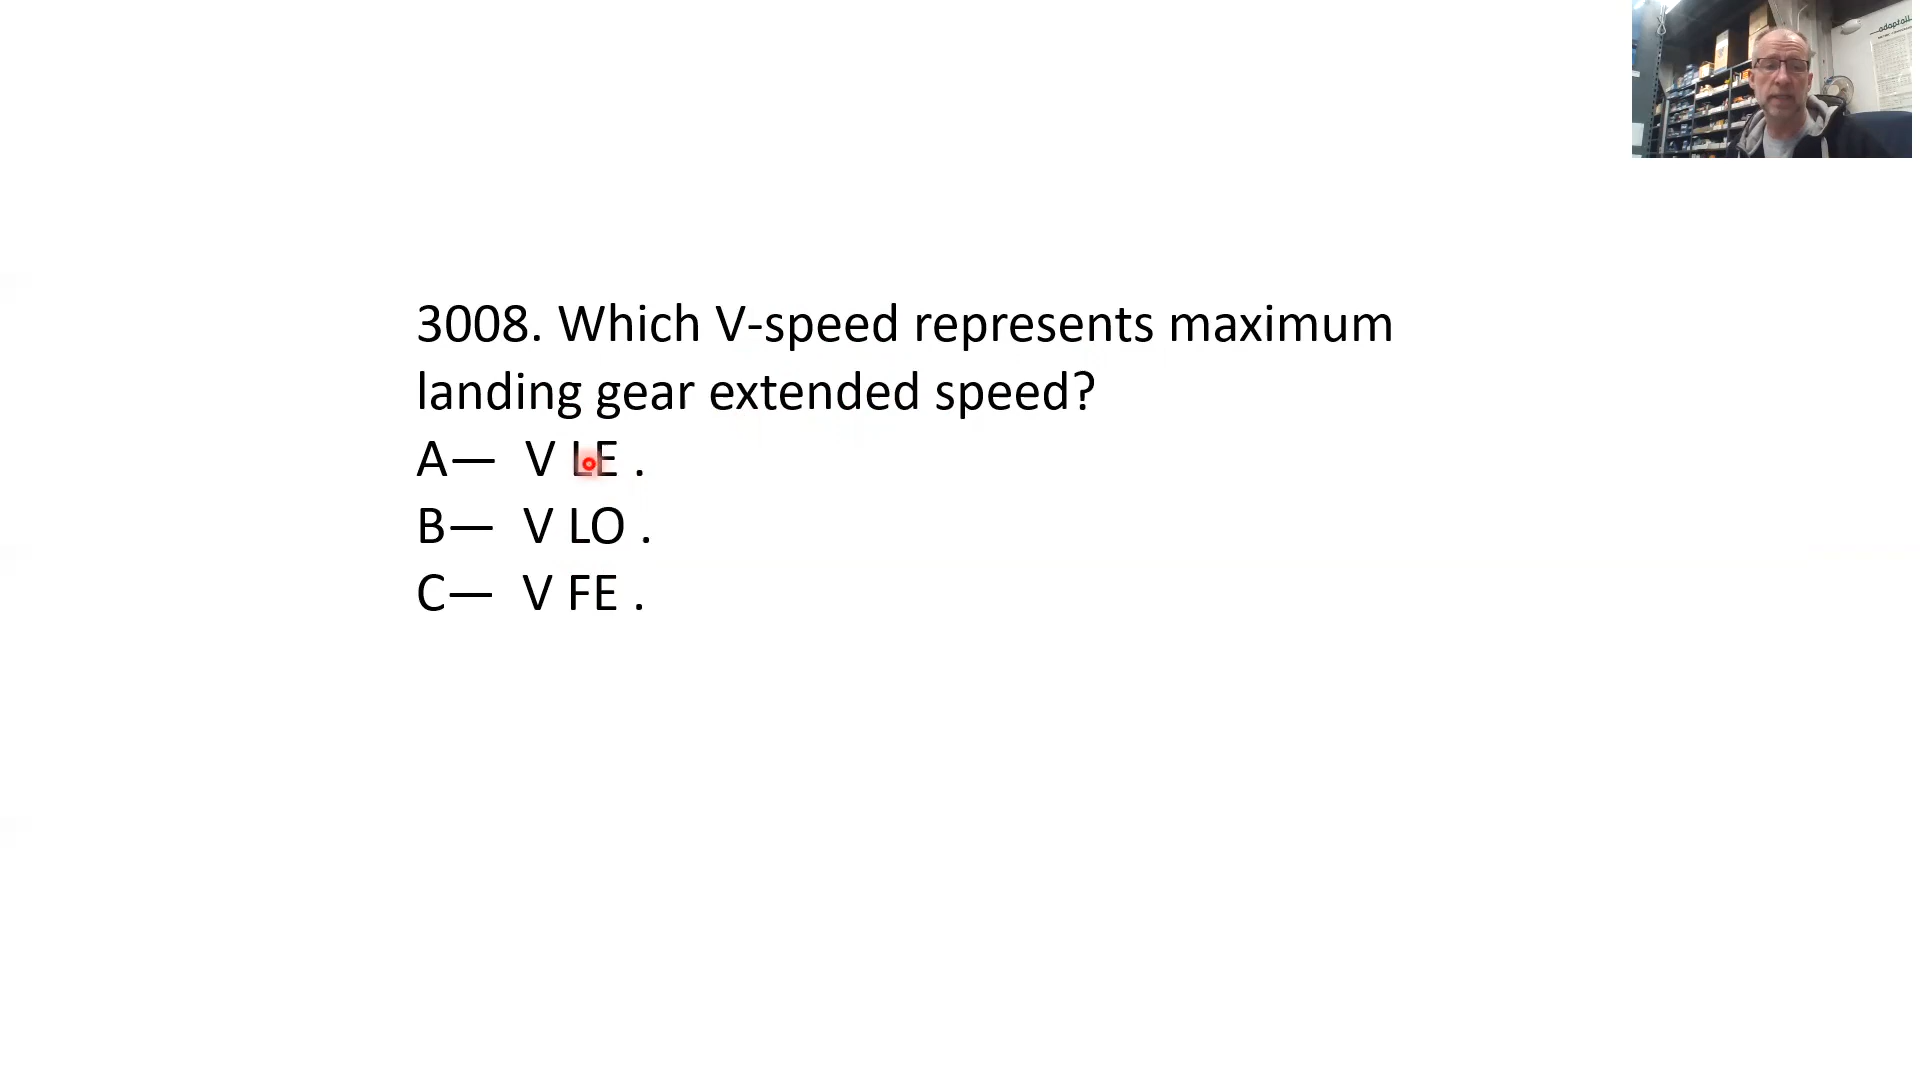 3008. Which V-speed represents maximum
landing gear extended speed?
A— V LE .
B— V LO .
C— V FE .